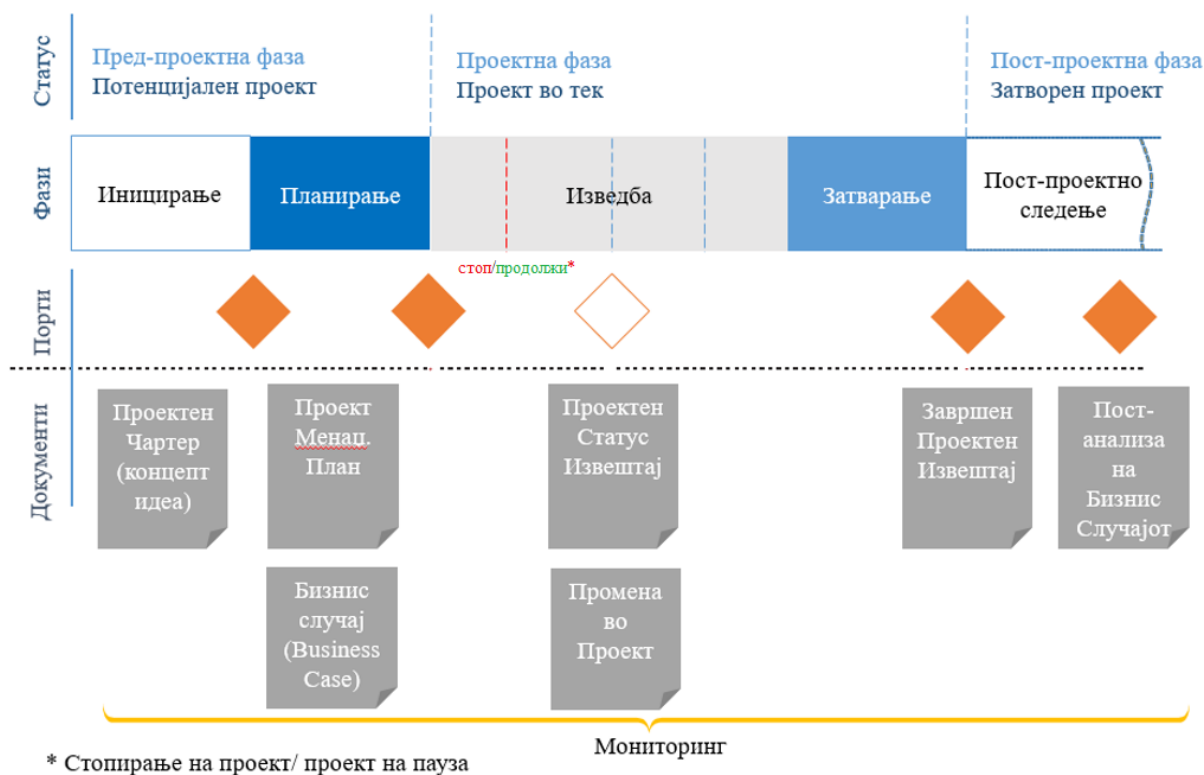 Статус
Пред-проектна фаза
Потенцијален проект
Проектна фаза
Проект во тек
Пост-проектна фаза
Затворен проект
Фази
Иницирање
Планирање
Изведба
Затварање
Пост-проектно
следење
Порти
стоп/продолжи*
Документи
Проектен
Чартер
(концепт
идеа)
Проект
Менаџ.
План
Проектен
Статус
Извештај
Завршен
Проектен
Извештај
Пост-
анализа
на
Бизнис
Случајот
Бизнис
случај
(Business
Case)
Промена
во
Проект
Мониторинг
* Стопирање на проект/ проект на пауза